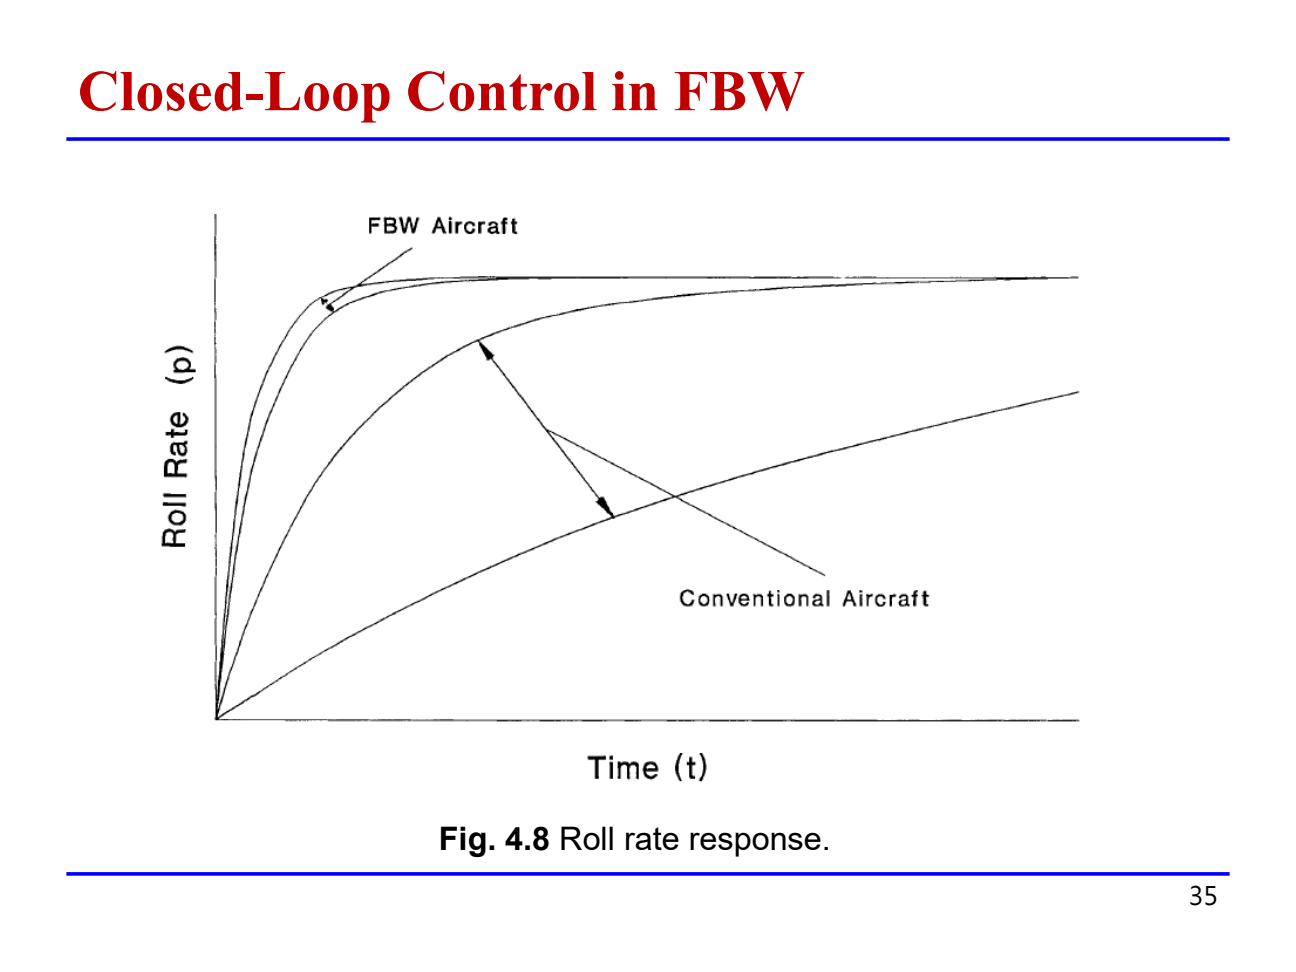 Closed-Loop Control in FBW
FBW Aircraft
Roll Rate (p)
Conventional Aircraft
Time (t)
Fig. 4.8 Roll rate response.
35